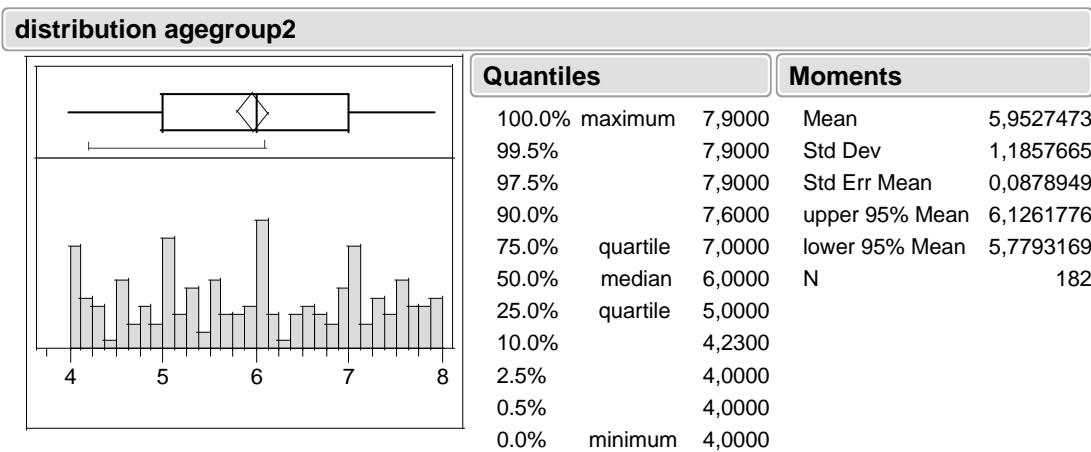 distribution agegroup2
4 5 6 7 8
Quantiles
100.0% maximum 7,9000
99.5% 7,9000
97.5% 7,9000
90.0% 7,6000
75.0% quartile 7,0000
50.0% median 6,0000
25.0% quartile 5,0000
10.0% 4,2300
2.5% 4,0000
0.5% 4,0000
0.0% minimum 4,0000
Moments
Mean 5,9527473
Std Dev 1,1857665
Std Err Mean 0,0878949
upper 95% Mean 6,1261776
lower 95% Mean 5,7793169
N 182